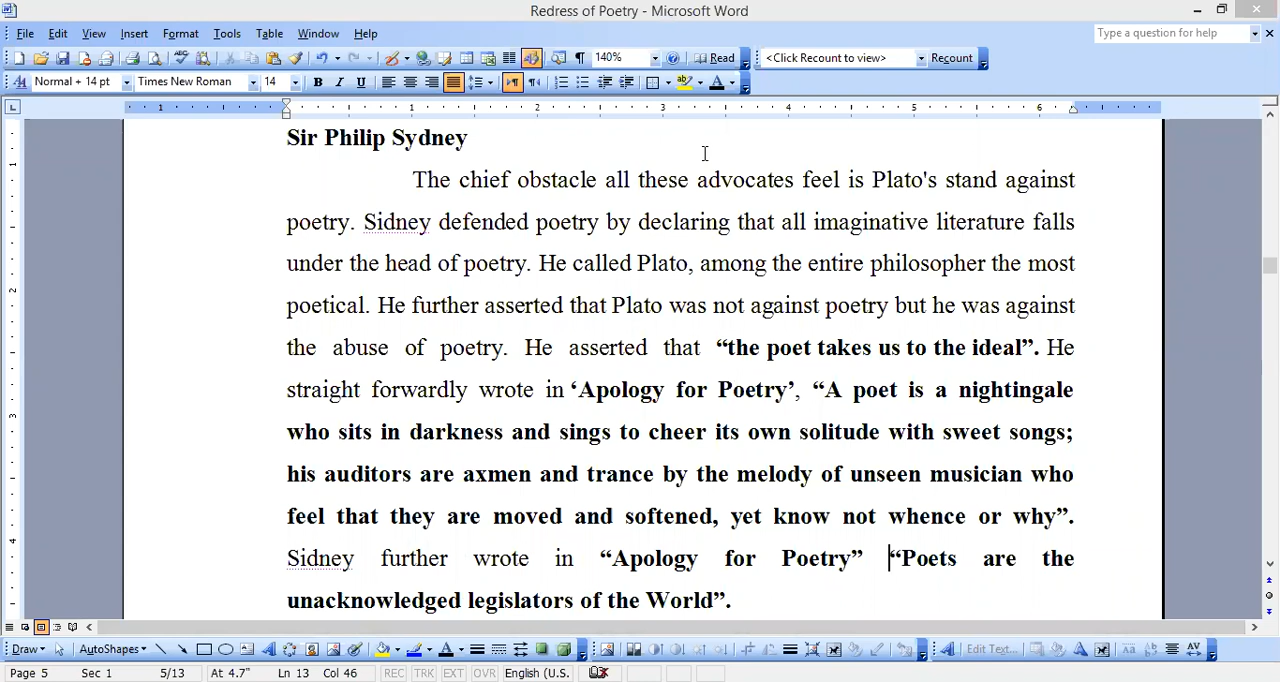 Redress of Poetry - Microsoft Word
File Edit View Insert Format Tools Table Window Help Type a question for help
140% Read <Click Recount to view> Recount
Normal + 14 pt Times New Roman 14 B I U
1 1 2 3 4 5 6
Sir Philip Sydney
The chief obstacle all these advocates feel is Plato's stand against
poetry. Sidney defended poetry by declaring that all imaginative literature falls
under the head of poetry. He called Plato, among the entire philosopher the most
poetical. He further asserted that Plato was not against poetry but he was against
the abuse of poetry. He asserted that “the poet takes us to the ideal”. He
straight forwardly wrote in ‘Apology for Poetry’, “A poet is a nightingale
who sits in darkness and sings to cheer its own solitude with sweet songs;
his auditors are axmen and trance by the melody of unseen musician who
feel that they are moved and softened, yet know not whence or why”.
Sidney further wrote in “Apology for Poetry” “Poets are the
unacknowledged legislators of the World”.
Draw AutoShapes Edit Text...
Page 5 Sec 1 5/13 At 4.7" Ln 13 Col 46 REC TRK EXT OVR English (U.S.